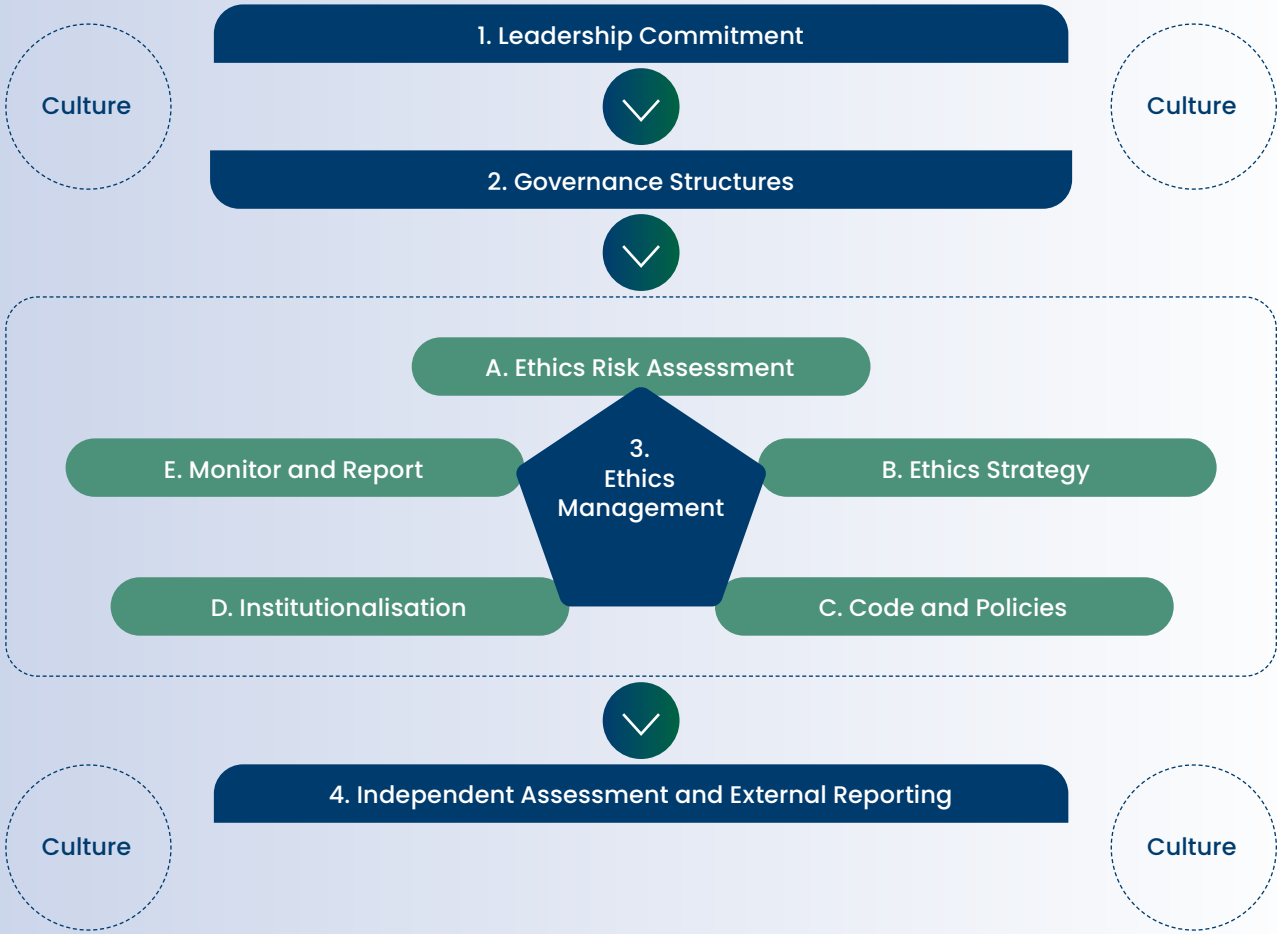 1. Leadership Commitment
Culture
Culture
2. Governance Structures
A. Ethics Risk Assessment
3.
Ethics
Management
E. Monitor and Report
B. Ethics Strategy
D. Institutionalisation
C. Code and Policies
4. Independent Assessment and External Reporting
Culture
Culture